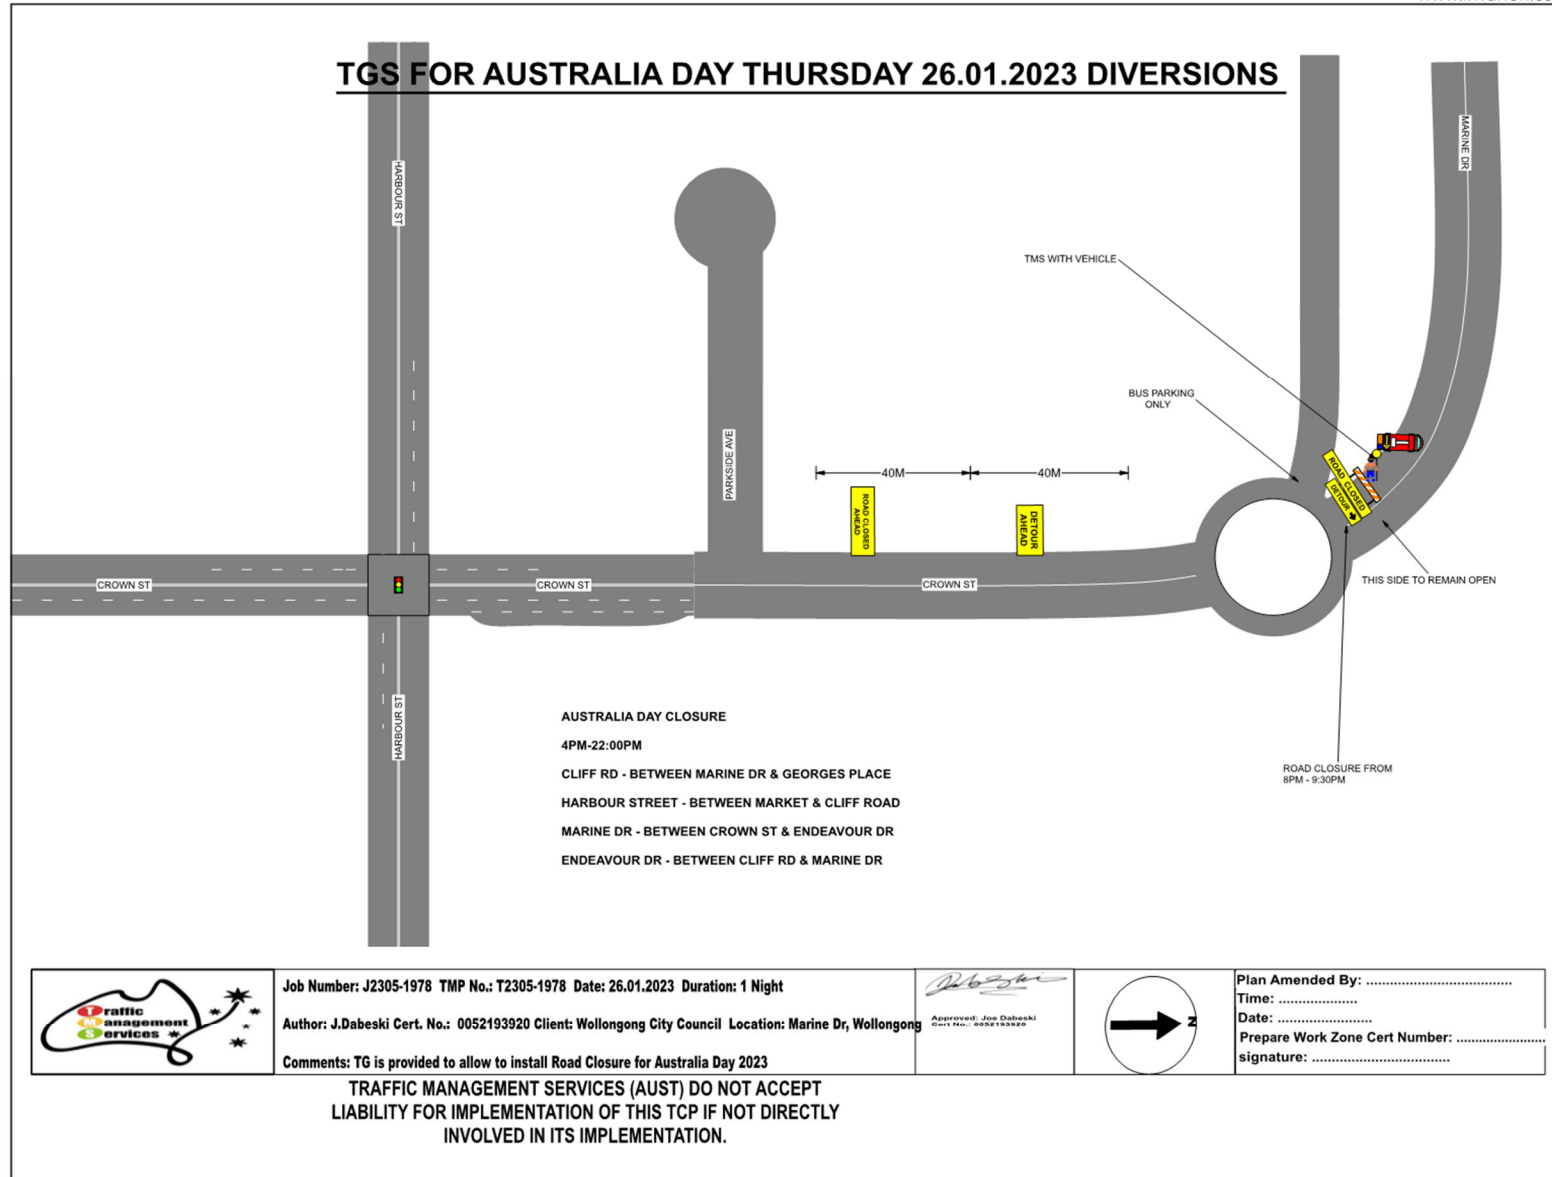 TGS FOR AUSTRALIA DAY THURSDAY 26.01.2023 DIVERSIONS
HARBOUR ST
MARINE DR
TMS WITH VEHICLE
BUS PARKING
ONLY
PARKSIDE AVE
40M
40M
ROAD CLOSED
AHEAD
DETOUR
AHEAD
ROAD CLOSED
DETOUR
CROWN ST
CROWN ST
CROWN ST
THIS SIDE TO REMAIN OPEN
HARBOUR ST
AUSTRALIA DAY CLOSURE
4PM-22:00PM
CLIFF RD - BETWEEN MARINE DR & GEORGES PLACE
HARBOUR STREET - BETWEEN MARKET & CLIFF ROAD
MARINE DR - BETWEEN CROWN ST & ENDEAVOUR DR
ENDEAVOUR DR - BETWEEN CLIFF RD & MARINE DR
ROAD CLOSURE FROM
8PM - 9:30PM
Traffic
Management
Services
Job Number: J2305-1978 TMP No.: T2305-1978 Date: 26.01.2023 Duration: 1 Night
Author: J.Dabeski Cert. No.: 0052193920 Client: Wollongong City Council Location: Marine Dr, Wollongong
Comments: TG is provided to allow to install Road Closure for Australia Day 2023
Approved: Joe Dabeski
Cert No.: 0052193920
N
Plan Amended By: ....................................
Time: ...................
Date: .......................
Prepare Work Zone Cert Number: ......................
signature: ..................................
TRAFFIC MANAGEMENT SERVICES (AUST) DO NOT ACCEPT
LIABILITY FOR IMPLEMENTATION OF THIS TCP IF NOT DIRECTLY
INVOLVED IN ITS IMPLEMENTATION.